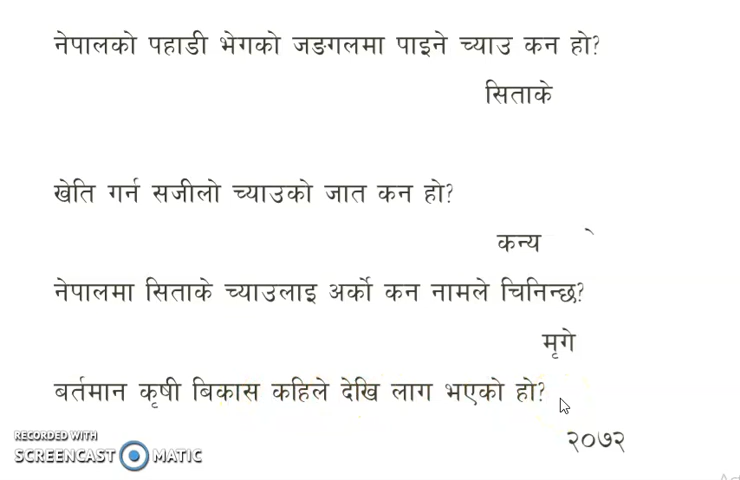 नेपालको पहाडी भेगको जङगलमा पाइने च्याउ कन हो?
सिताके
खेति गर्न सजीलो च्याउको जात कन हो?
कन्य े
नेपालमा सिताके च्याउलाइ अर्को कन नामले चिनिन्छ?
मृगे
बर्तमान कृषी बिकास कहिले देखि लाग भएको हो?
२०७२
RECORDED WITH
SCREENCAST MATIC